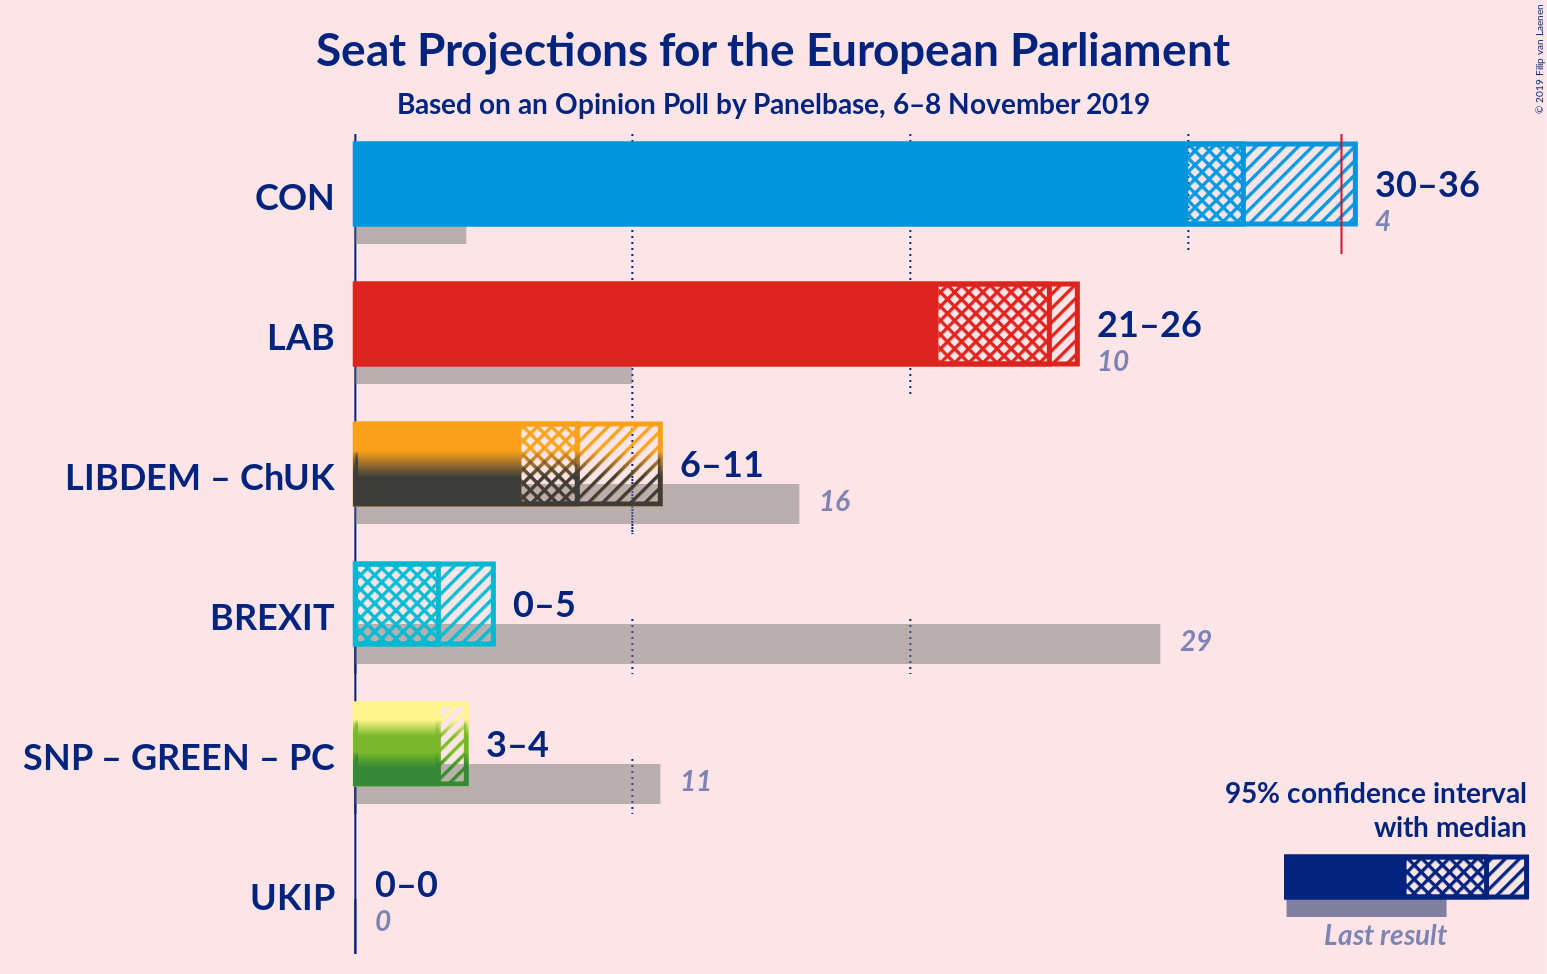 Seat Projections for the European Parliament
Based on an Opinion Poll by Panelbase, 6–8 November 2019
© 2019 Filip van Laenen
CON
30–36
4
LAB
21–26
10
LIBDEM – ChUK
6–11
16
BREXIT
0–5
29
SNP – GREEN – PC
3–4
11
UKIP
0–0
0
95% confidence interval
with median
Last result